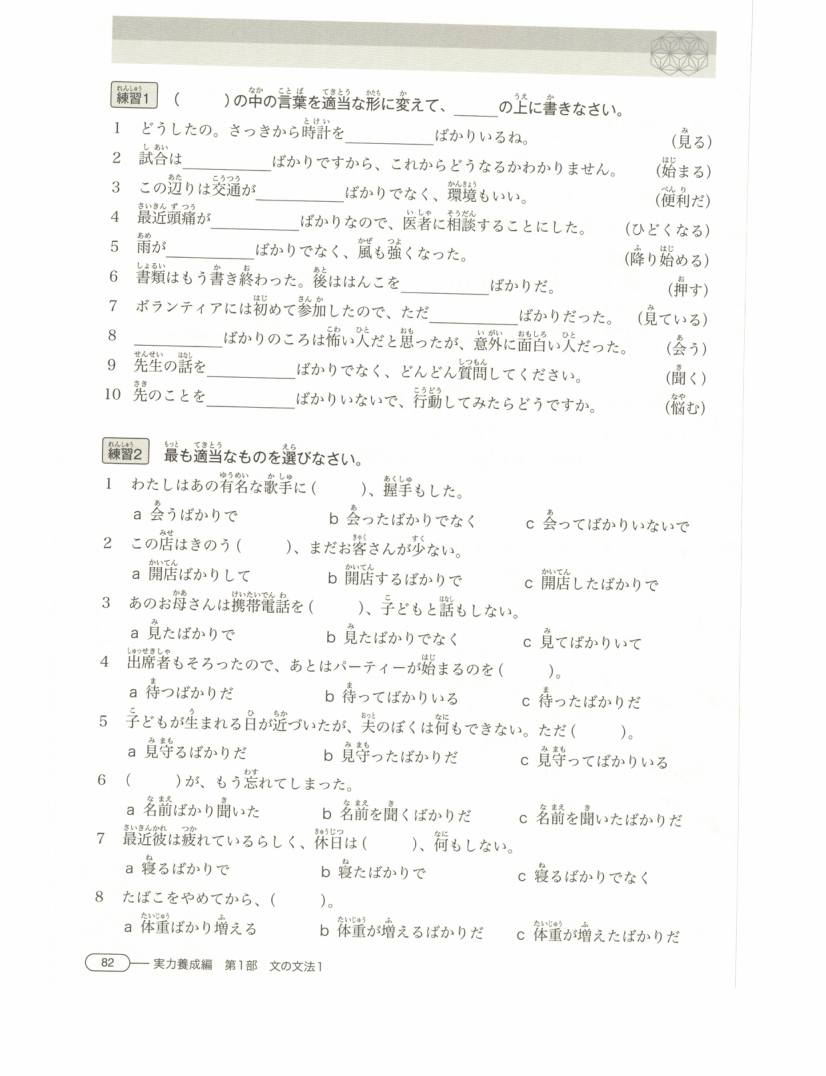 練習1 (　　　)の中の言葉を適当な形に変えて、＿＿＿の上に書きなさい。
1 どうしたの。さっきから時計を＿＿＿＿＿＿ばかりいるね。 (見る)
2 試合は＿＿＿＿＿＿ばかりですから、これからどうなるかわかりません。 (始まる)
3 この辺りは交通が＿＿＿＿＿＿ばかりでなく、環境もいい。 (便利だ)
4 最近頭痛が＿＿＿＿＿＿ばかりなので、医者に相談することにした。 (ひどくなる)
5 雨が＿＿＿＿＿＿ばかりでなく、風も強くなった。 (降り始める)
6 書類はもう書き終わった。後ははんこを＿＿＿＿＿＿ばかりだ。 (押す)
7 ボランティアには初めて参加したので、ただ＿＿＿＿＿＿ばかりだった。 (見ている)
8 ＿＿＿＿＿＿ばかりのころは怖い人だと思ったが、意外に面白い人だった。 (会う)
9 先生の話を＿＿＿＿＿＿ばかりでなく、どんどん質問してください。 (聞く)
10 先のことを＿＿＿＿＿＿ばかりいないで、行動してみたらどうですか。 (悩む)
練習2 最も適当なものを選びなさい。
1 わたしはあの有名な歌手に(　　　)、握手もした。
a 会うばかりで b 会ったばかりでなく c 会ってばかりいないで
2 この店はきのう(　　　)、まだお客さんが少ない。
a 開店ばかりして b 開店するばかりで c 開店したばかりで
3 あのお母さんは携帯電話を(　　　)、子どもと話もしない。
a 見たばかりで b 見たばかりでなく c 見てばかりいて
4 出席者もそろったので、あとはパーティーが始まるのを(　　　)。
a 待つばかりだ b 待ってばかりいる c 待ったばかりだ
5 子どもが生まれる日が近づいたが、夫のぼくは何もできない。ただ(　　　)。
a 見守るばかりだ b 見守ったばかりだ c 見守ってばかりいる
6 (　　　)が、もう忘れてしまった。
a 名前ばかり聞いた b 名前を聞くばかりだ c 名前を聞いたばかりだ
7 最近彼は疲れているらしく、休日は(　　　)、何もしない。
a 寝るばかりで b 寝たばかりで c 寝るばかりでなく
8 たばこをやめてから、(　　　)。
a 体重ばかり増える b 体重が増えるばかりだ c 体重が増えたばかりだ
82 実力養成編 第1部 文の文法1